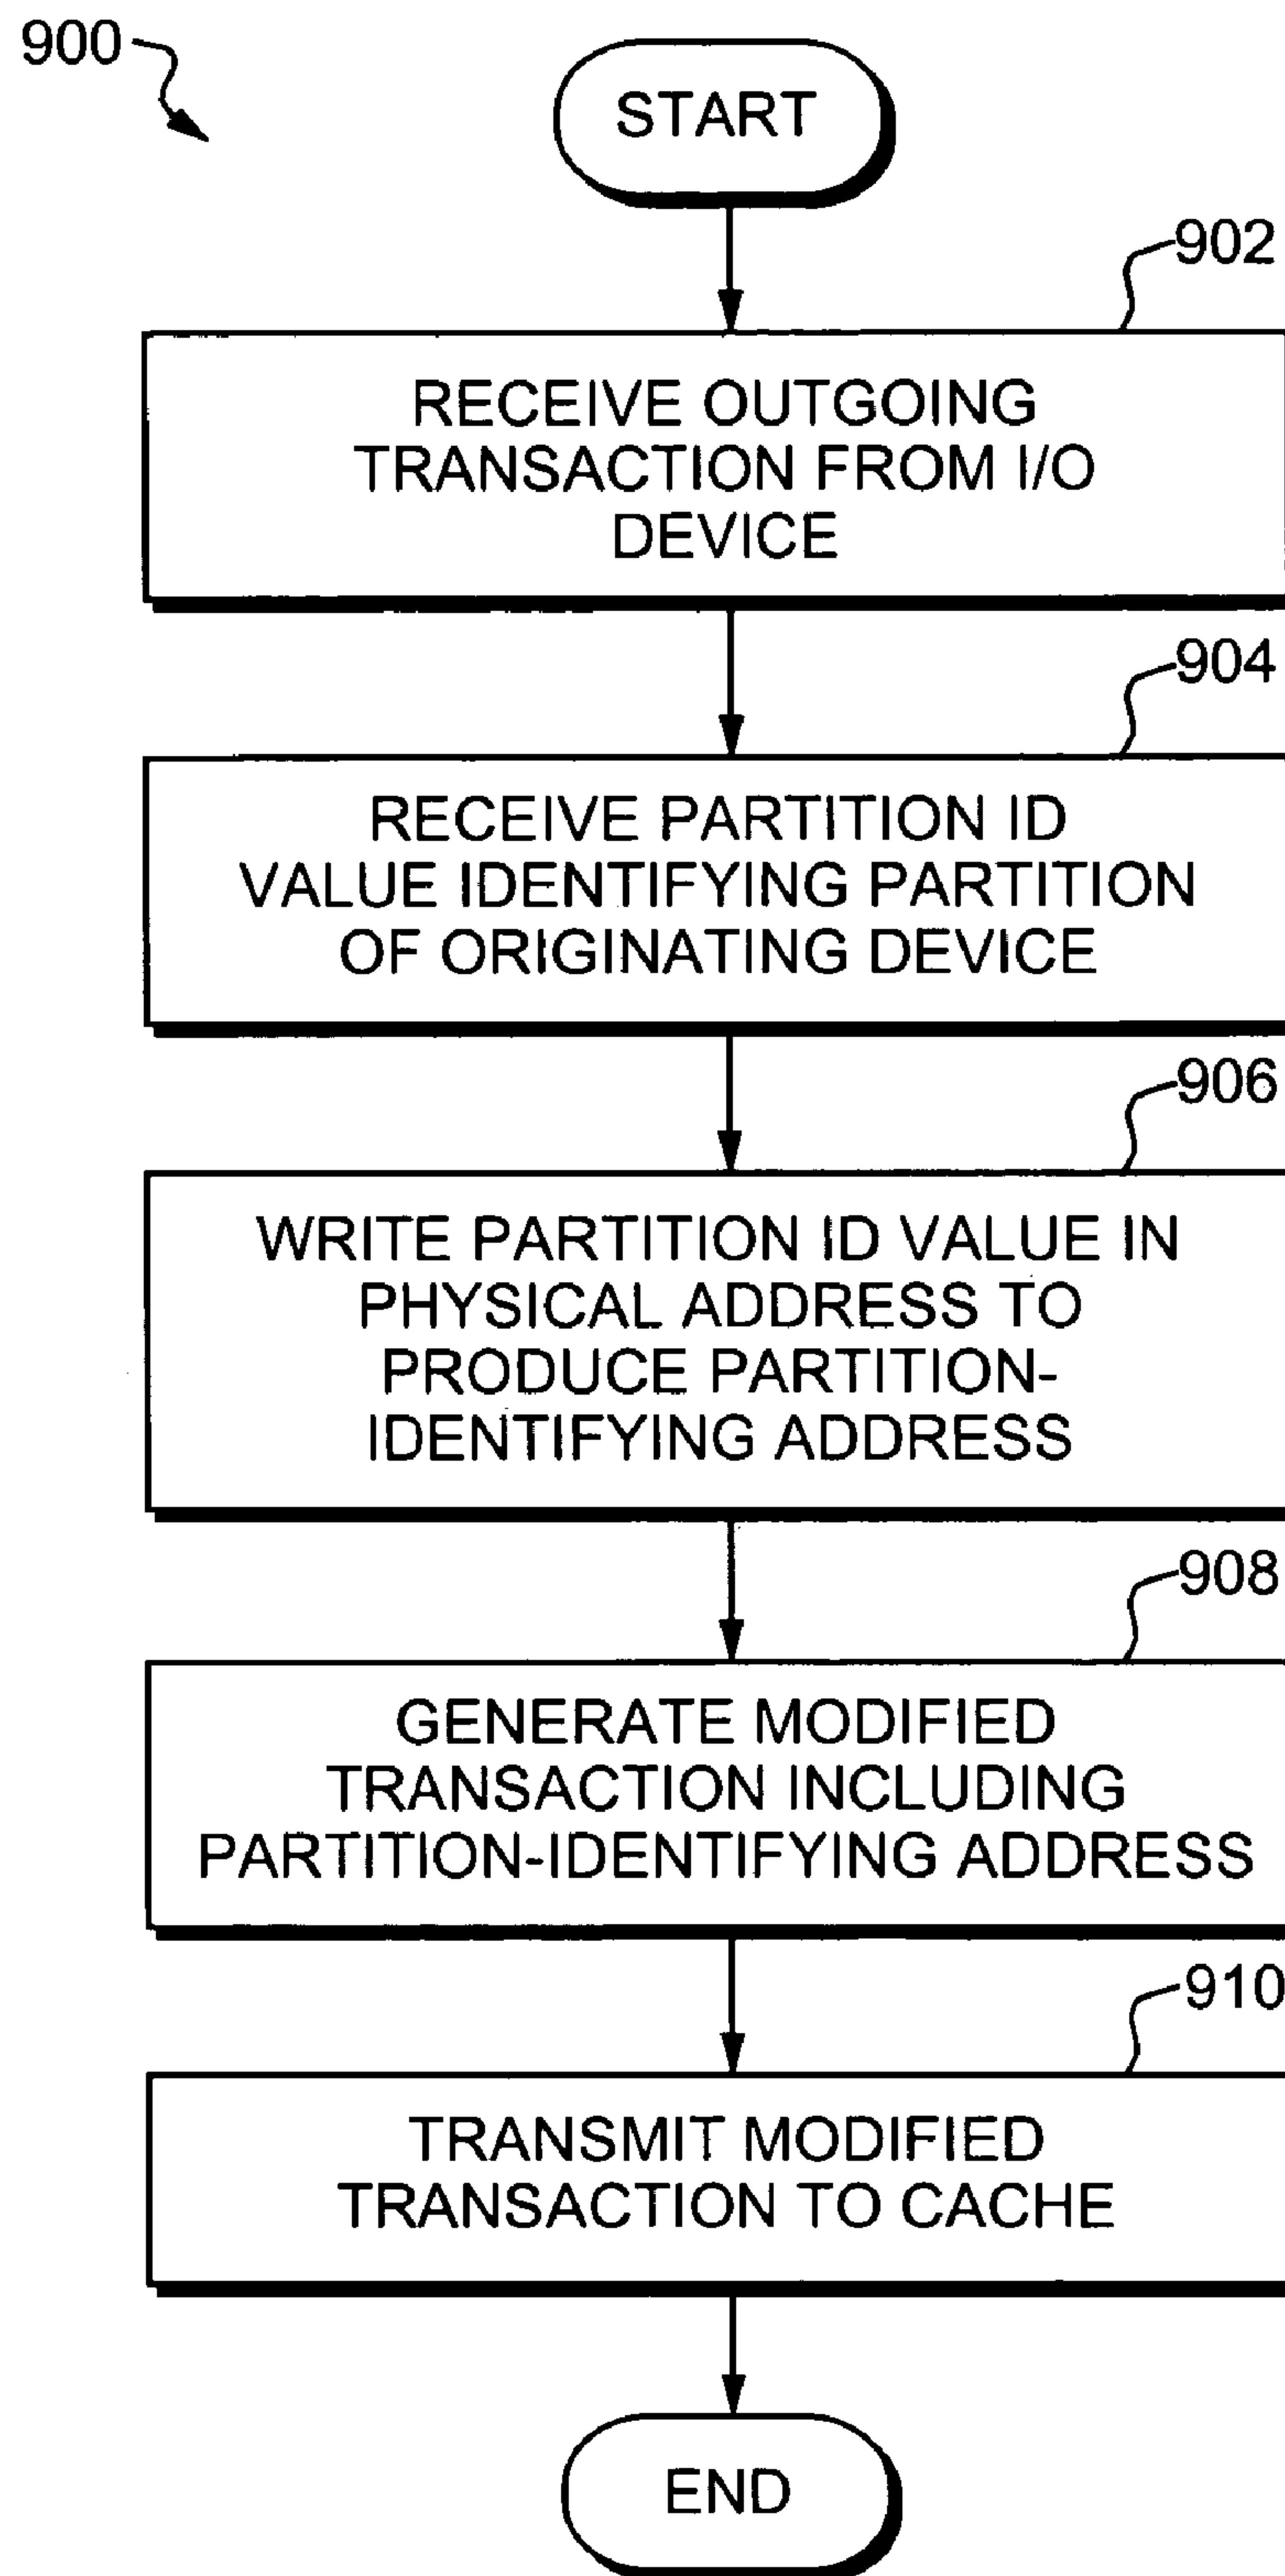 900
START
902
RECEIVE OUTGOING
TRANSACTION FROM I/O
DEVICE
904
RECEIVE PARTITION ID
VALUE IDENTIFYING PARTITION
OF ORIGINATING DEVICE
906
WRITE PARTITION ID VALUE IN
PHYSICAL ADDRESS TO
PRODUCE PARTITION-
IDENTIFYING ADDRESS
908
GENERATE MODIFIED
TRANSACTION INCLUDING
PARTITION-IDENTIFYING ADDRESS
910
TRANSMIT MODIFIED
TRANSACTION TO CACHE
END